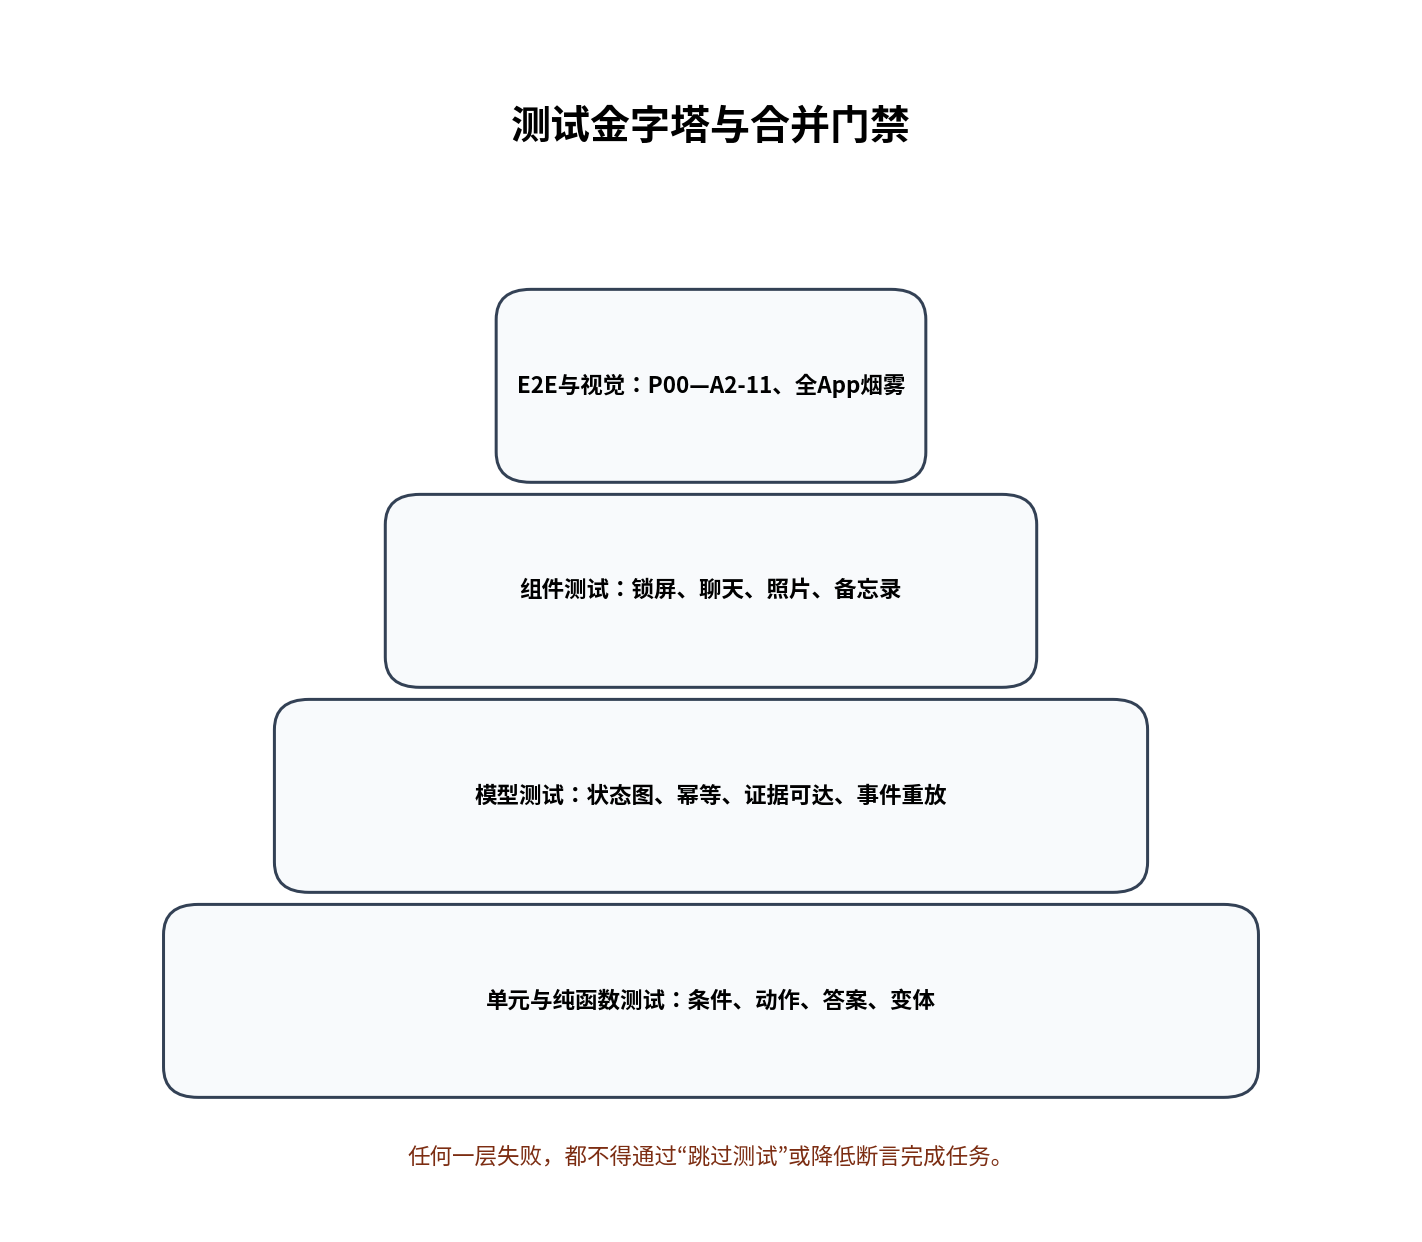 测试金字塔与合并门禁
E2E与视觉：P00—A2-11、全App烟雾
组件测试：锁屏、聊天、照片、备忘录
模型测试：状态图、幂等、证据可达、事件重放
单元与纯函数测试：条件、动作、答案、变体
任何一层失败，都不得通过“跳过测试”或降低断言完成任务。